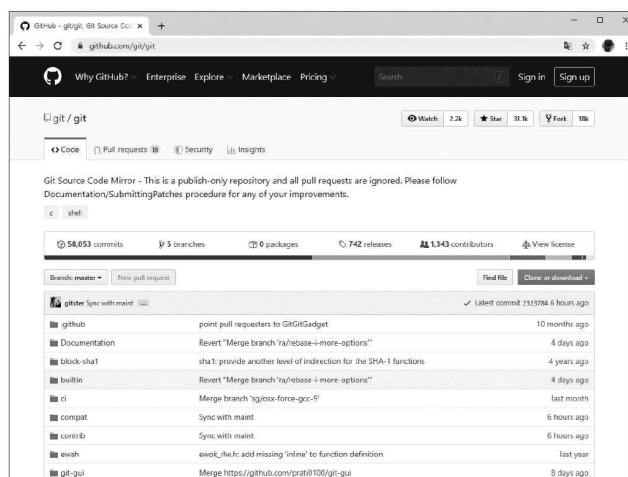 GitHub - git/git: Git Source Coc
github.com/git/git
Why GitHub? Enterprise Explore Marketplace Pricing Search / Sign in Sign up
git / git Watch 2.2k Star 31.1k Fork 18k
Code Pull requests 18 Security Insights
Git Source Code Mirror - This is a publish-only repository and all pull requests are ignored. Please follow
Documentation/SubmittingPatches procedure for any of your improvements.
c shell
58,053 commits 5 branches 0 packages 742 releases 1,343 contributors View license
Branch: master New pull request Find file Clone or download
gitster Sync with maint ... Latest commit 2323784 6 hours ago
.github point pull requesters to GitGitGadget 10 months ago
Documentation Revert "Merge branch 'ra/rebase-i-more-options'" 4 days ago
block-sha1 sha1: provide another level of indirection for the SHA-1 functions 4 years ago
builtin Revert "Merge branch 'ra/rebase-i-more-options'" 4 days ago
ci Merge branch 'sg/osx-force-gcc-9' last month
compat Sync with maint 6 hours ago
contrib Sync with maint 6 hours ago
ewah ewok_rlw.h: add missing 'inline' to function definition last year
git-gui Merge https://github.com/prati0100/git-gui 8 days ago